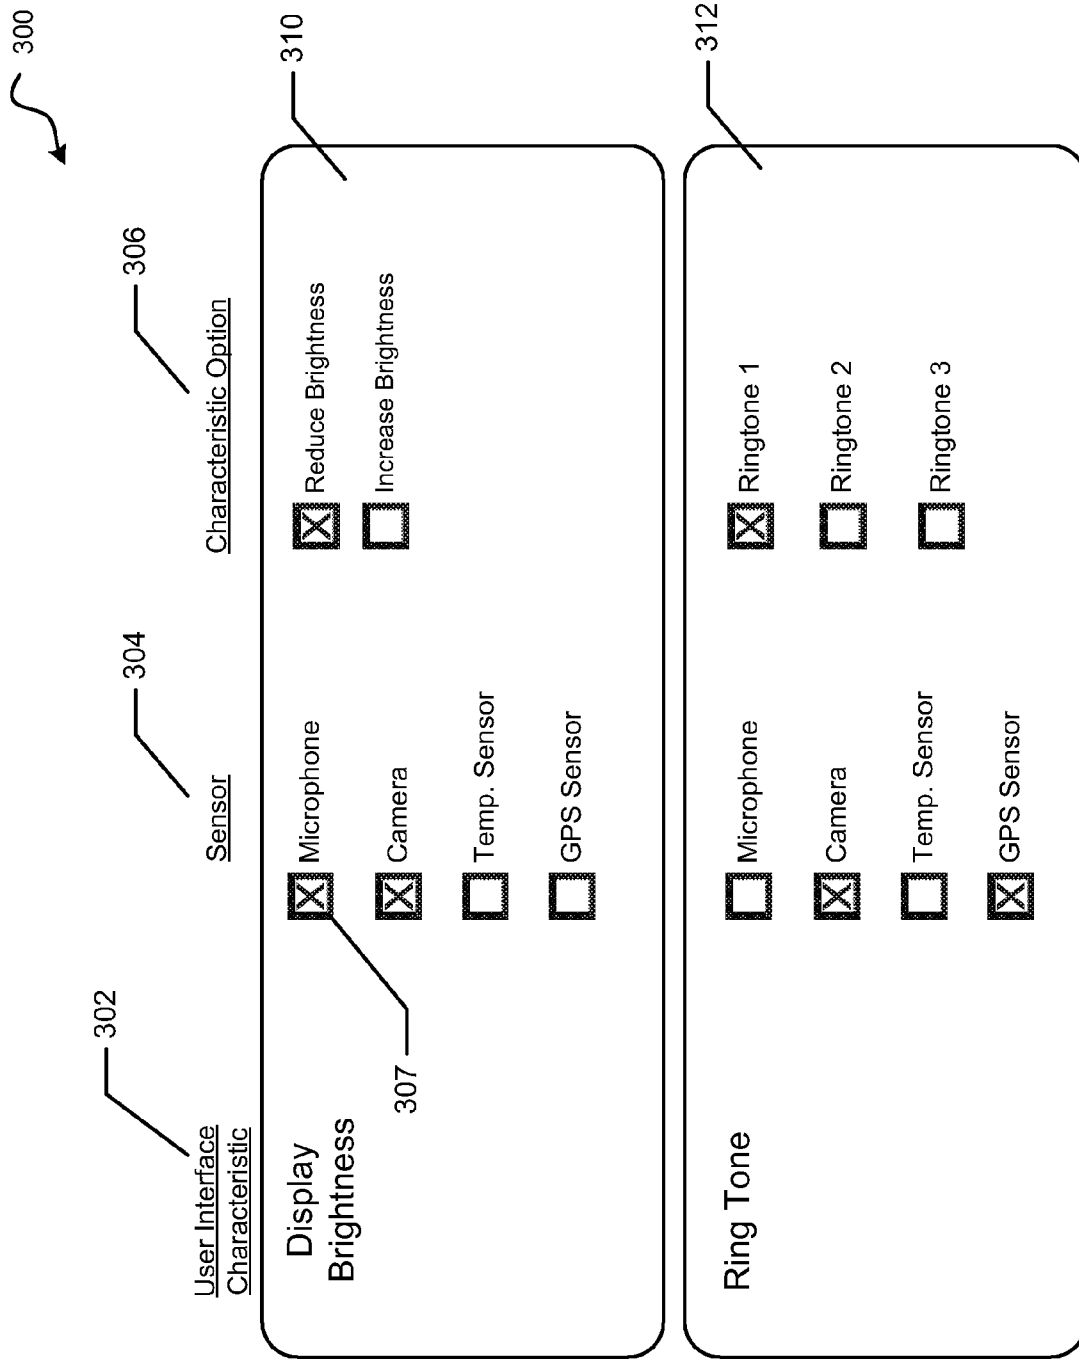 300
302
304
306
User Interface
Characteristic
Sensor
Characteristic Option
310
Display
Brightness
307
X Microphone
X Camera
Temp. Sensor
GPS Sensor
X Reduce Brightness
Increase Brightness
312
Ring Tone
Microphone
X Camera
Temp. Sensor
X GPS Sensor
X Ringtone 1
Ringtone 2
Ringtone 3